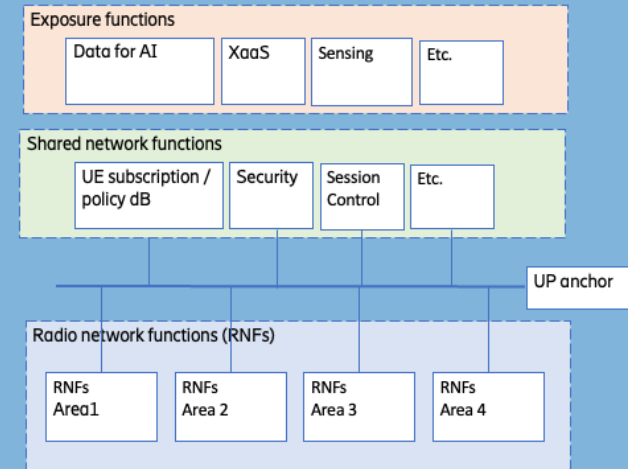 Exposure functions
Data for AI
XaaS
Sensing
Etc.
Shared network functions
UE subscription /
policy dB
Security
Session
Control
Etc.
UP anchor
Radio network functions (RNFs)
RNFs
Area1
RNFs
Area 2
RNFs
Area 3
RNFs
Area 4